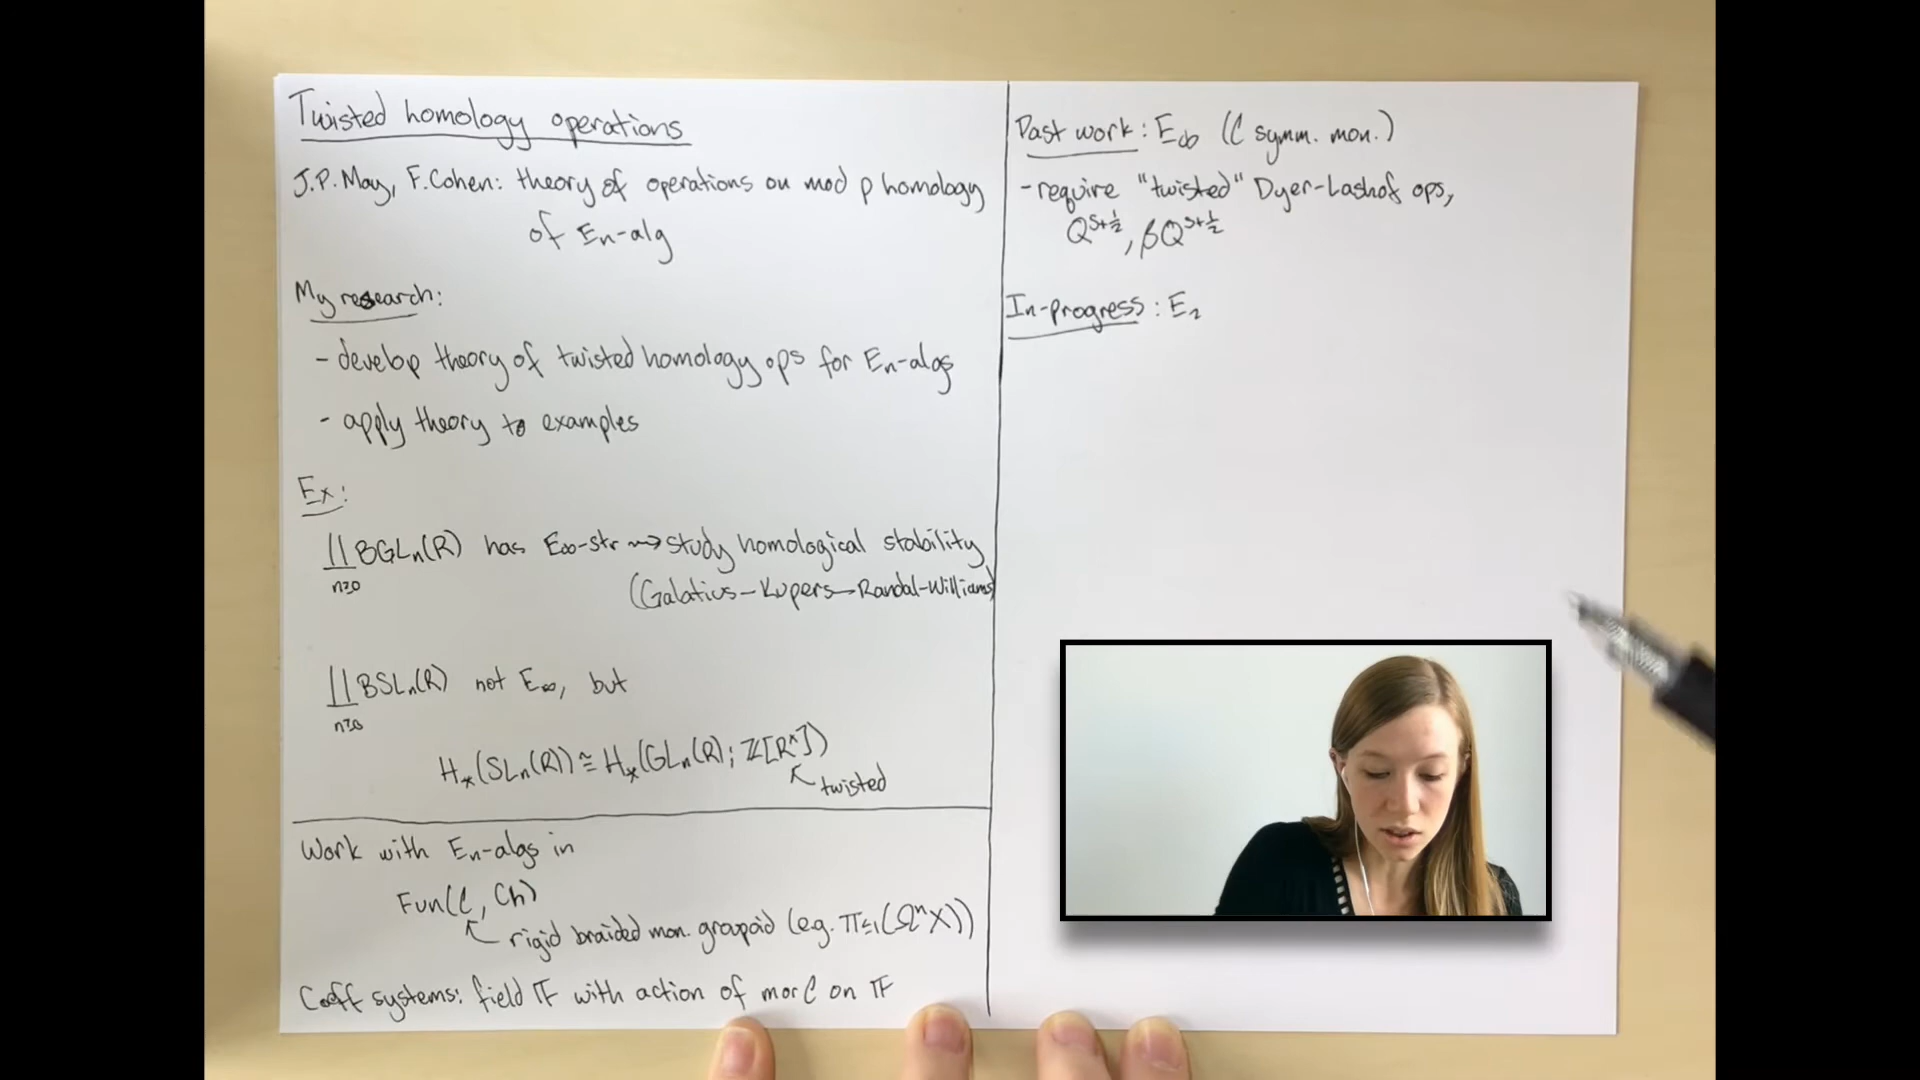 Twisted homology operations
J.P. May, F. Cohen: theory of operations on mod p homology
of En-alg
My research:
- develop theory of twisted homology ops for En-algs
- apply theory to examples
Ex:
∐ BGLn(R) has E∞-str ⇝ study homological stability
n≥0
(Galatius-Kupers-Randal-Williams)
∐ BSLn(R) not E∞, but
n≥0
H*(SLn(R)) ≅ H*(GLn(R); ℤ[R×])
↖ twisted
Work with En-algs in
Fun(C, Ch)
↖ rigid braided mon. groupoid (e.g. π≤1(ΩⁿX))
Coeff systems: field 𝔽 with action of mor C on 𝔽
Past work: E∞ (C symm. mon.)
- require "twisted" Dyer-Lashof ops,
Q^{s+1/2}, βQ^{s+1/2}
In-progress: E2